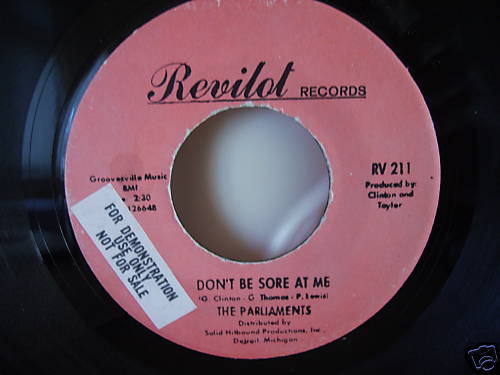 Revilot RECORDS
Groovesville Music
BMI
2:30
126648
RV 211
Produced by:
Clinton and
Taylor
FOR DEMONSTRATION
USE ONLY
NOT FOR SALE
DON'T BE SORE AT ME
(G. Clinton - G Thomas - P. Lewis)
THE PARLIAMENTS
Distributed by
Solid Hitbound Productions, Inc.
Detroit, Michigan